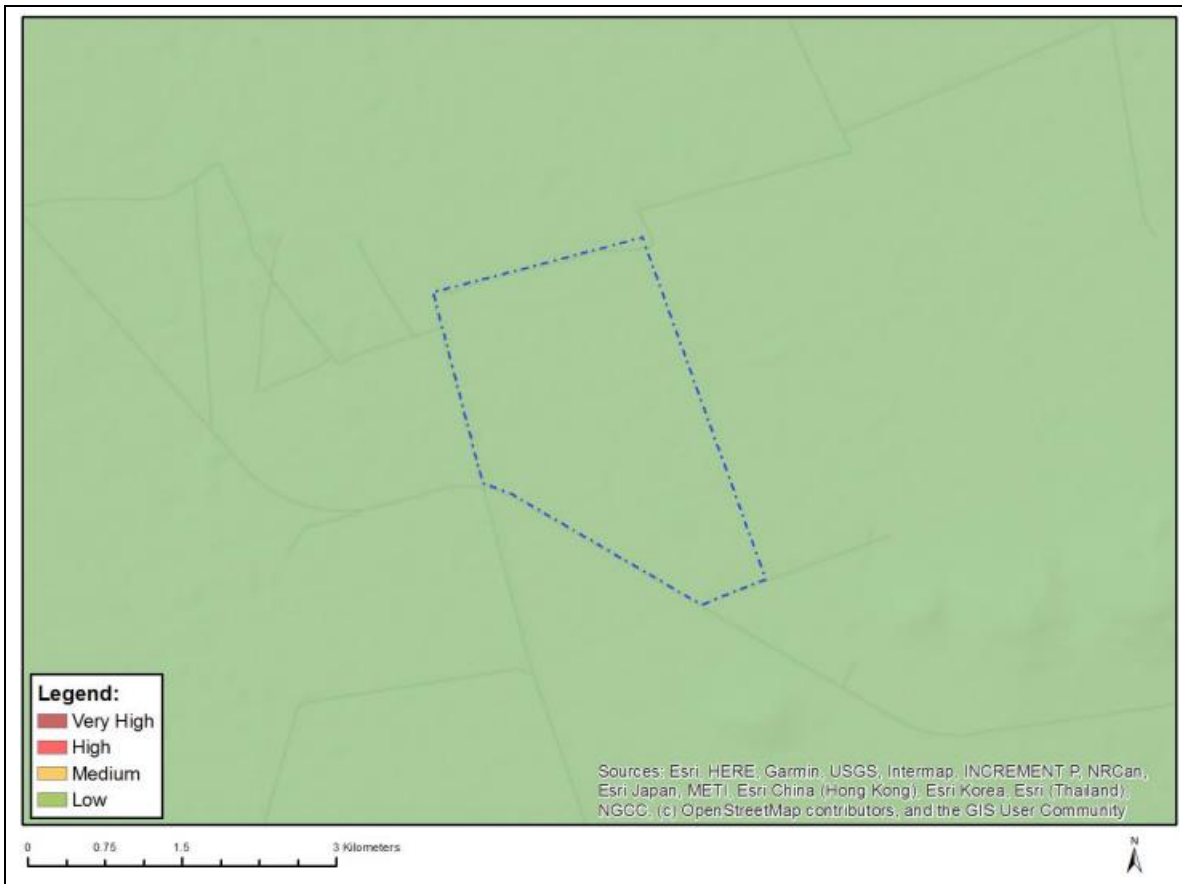 Legend:
Very High
High
Medium
Low
Sources: Esri, HERE, Garmin, USGS, Intermap, INCREMENT P, NRCan,
Esri Japan, METI, Esri China (Hong Kong), Esri Korea, Esri (Thailand),
NGCC, (c) OpenStreetMap contributors, and the GIS User Community
0 0.75 1.5 3 Kilometers
N